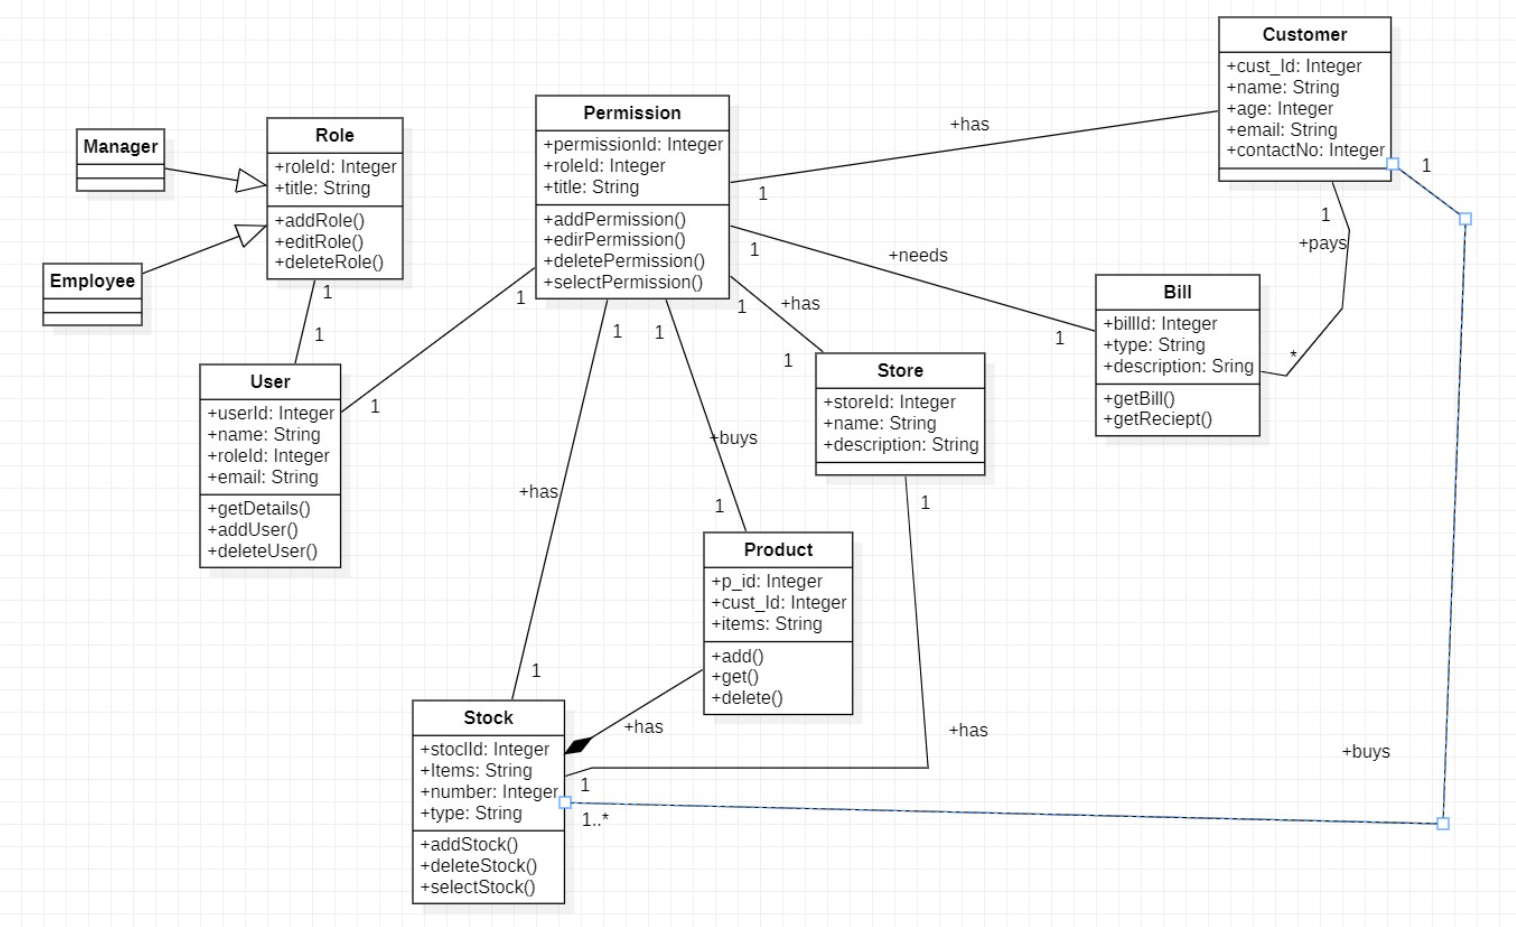 Customer
+cust_Id: Integer
+name: String
+age: Integer
+email: String
+contactNo: Integer
Permission
+permissionId: Integer
+roleId: Integer
+title: String
+addPermission()
+edirPermission()
+deletePermission()
+selectPermission()
Role
+roleId: Integer
+title: String
+addRole()
+editRole()
+deleteRole()
Manager
Employee
+has
1
1
1
+pays
*
1
+needs
1
1
+has
1
Bill
+billId: Integer
+type: String
+description: Sring
+getBill()
+getReciept()
1
1
1
1
User
+userId: Integer
+name: String
+roleId: Integer
+email: String
+getDetails()
+addUser()
+deleteUser()
1
1
+buys
1
+has
1
Store
+storeId: Integer
+name: String
+description: String
1
Product
+p_id: Integer
+cust_Id: Integer
+items: String
+add()
+get()
+delete()
+has
+has
+buys
Stock
+stoclId: Integer
+Items: String
+number: Integer
+type: String
+addStock()
+deleteStock()
+selectStock()
1
1..*